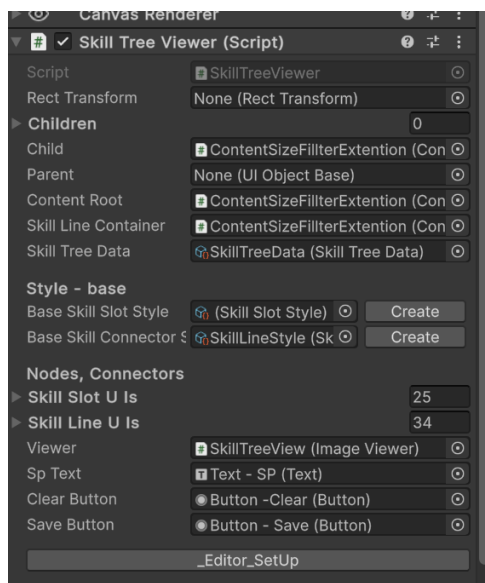 Canvas Renderer
# Skill Tree Viewer (Script)
Script # SkillTreeViewer
Rect Transform None (Rect Transform)
Children 0
Child # ContentSizeFillterExtention (Con
Parent None (UI Object Base)
Content Root # ContentSizeFillterExtention (Con
Skill Line Container # ContentSizeFillterExtention (Con
Skill Tree Data SkillTreeData (Skill Tree Data)
Style - base
Base Skill Slot Style (Skill Slot Style) Create
Base Skill Connector S SkillLineStyle (Sk Create
Nodes, Connectors
Skill Slot U Is 25
Skill Line U Is 34
Viewer # SkillTreeView (Image Viewer)
Sp Text T Text - SP (Text)
Clear Button Button -Clear (Button)
Save Button Button - Save (Button)
_Editor_SetUp